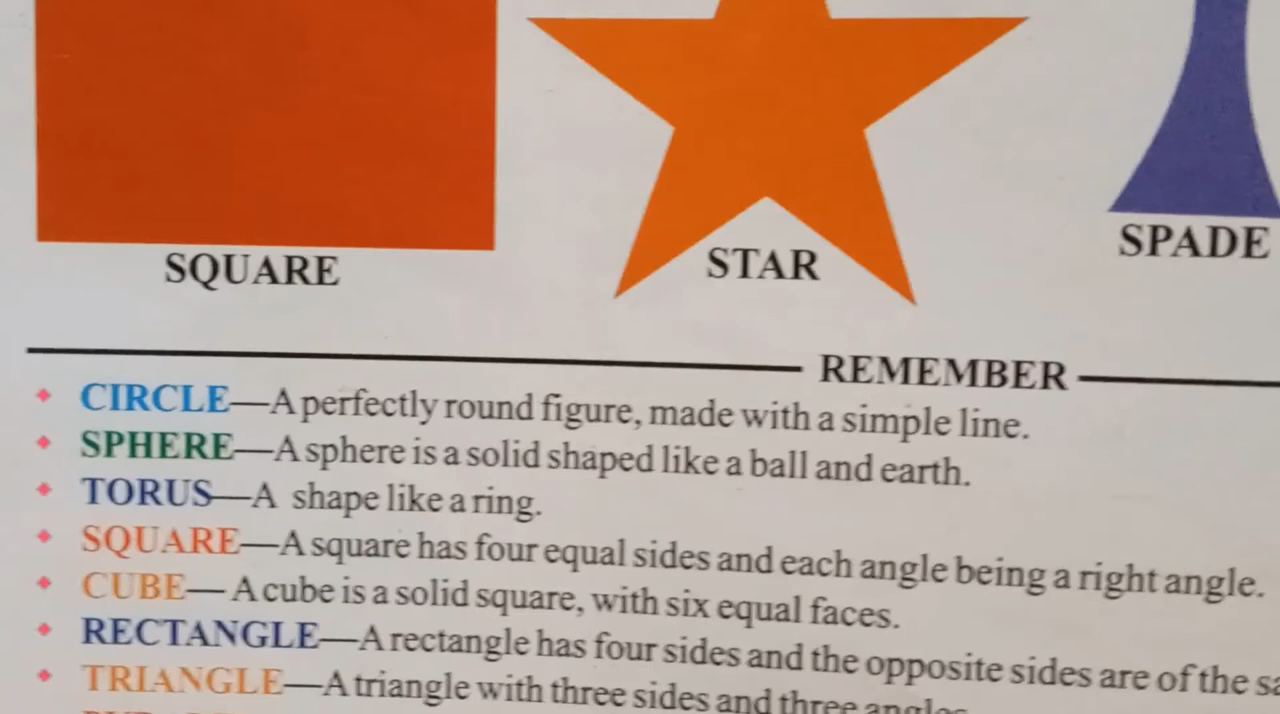 SQUARE
STAR
SPADE
REMEMBER
CIRCLE—A perfectly round figure, made with a simple line.
SPHERE—A sphere is a solid shaped like a ball and earth.
TORUS—A shape like a ring.
SQUARE—A square has four equal sides and each angle being a right angle.
CUBE—A cube is a solid square, with six equal faces.
RECTANGLE—A rectangle has four sides and the opposite sides are of the
TRIANGLE—A triangle with three sides and three angles